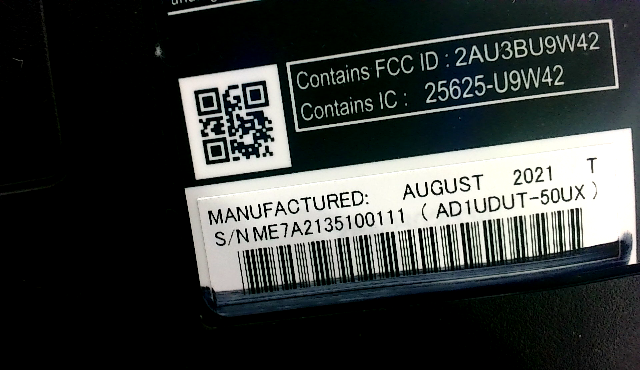 Contains FCC ID : 2AU3BU9W42
Contains IC : 25625-U9W42
MANUFACTURED: AUGUST 2021 T
S/N ME7A2135100111 ( AD1UDUT-50UX )